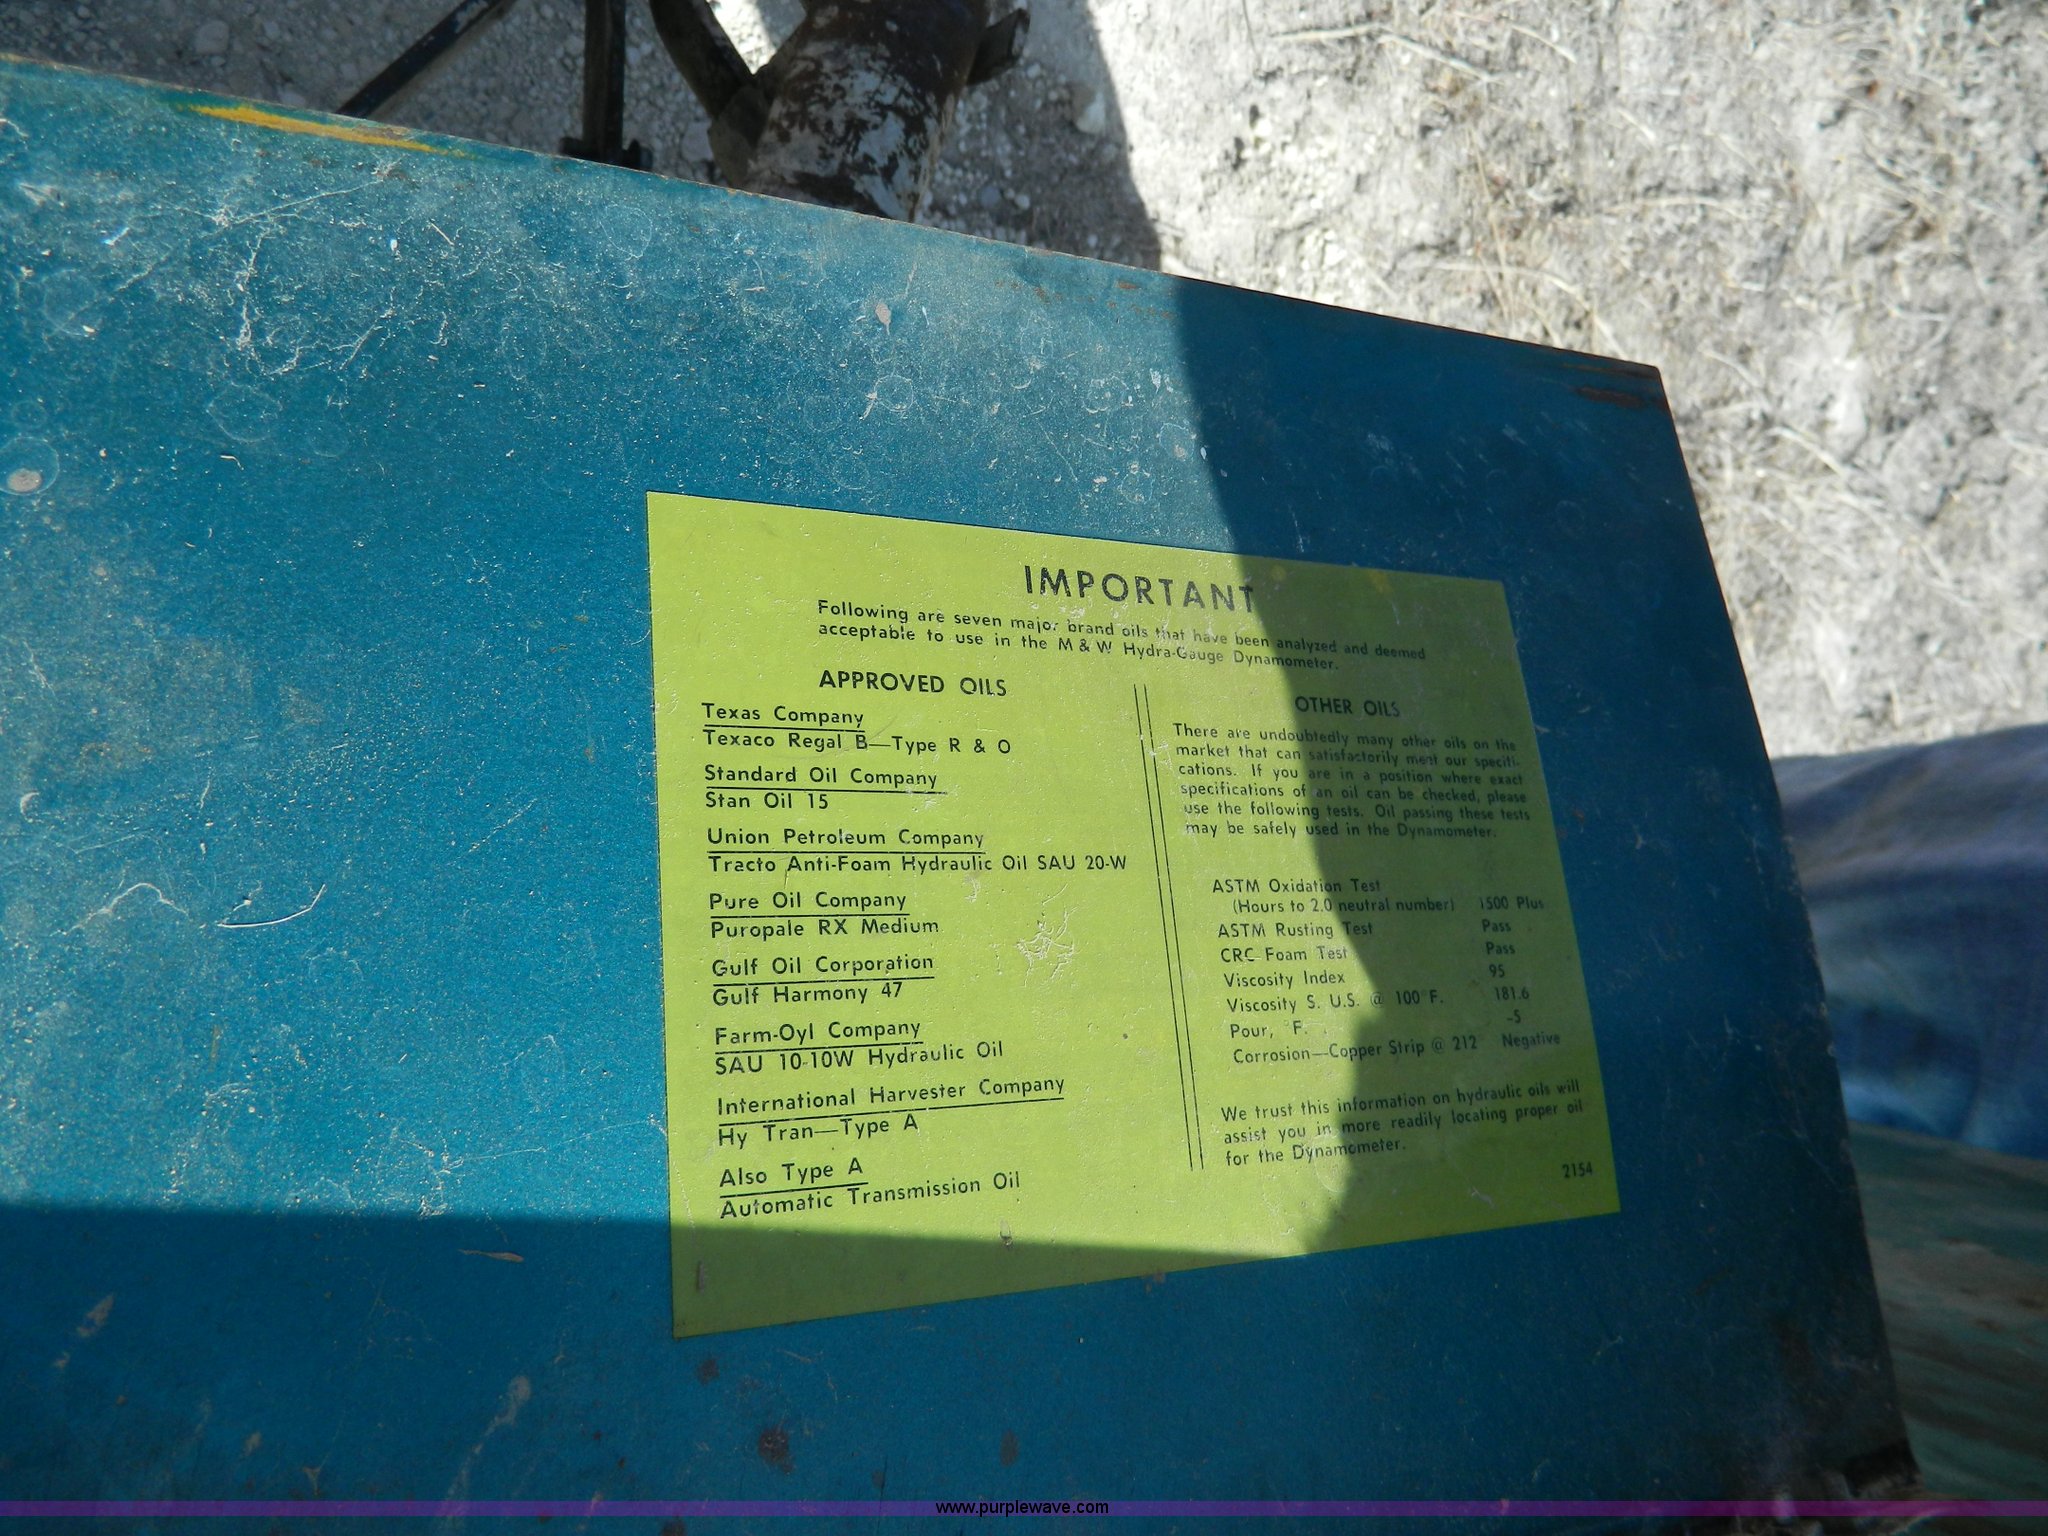 IMPORTANT
Following are seven major brand oils that have been analyzed and deemed
acceptable to use in the M & W Hydra-Gauge Dynamometer.
APPROVED OILS
Texas Company
Texaco Regal B—Type R & O
Standard Oil Company
Stan Oil 15
Union Petroleum Company
Tracto Anti-Foam Hydraulic Oil SAU 20-W
Pure Oil Company
Puropale RX Medium
Gulf Oil Corporation
Gulf Harmony 47
Farm-Oyl Company
SAU 10-10W Hydraulic Oil
International Harvester Company
Hy Tran—Type A
Also Type A
Automatic Transmission Oil
OTHER OILS
There are undoubtedly many other oils on the
market that can satisfactorily meet our specifi-
cations. If you are in a position where exact
specifications of an oil can be checked, please
use the following tests. Oil passing these tests
may be safely used in the Dynamometer.
ASTM Oxidation Test
(Hours to 2.0 neutral number) 1500 Plus
ASTM Rusting Test Pass
CRC Foam Test Pass
Viscosity Index 95
Viscosity S. U.S. @ 100°F. 181.6
Pour, °F. -5
Corrosion—Copper Strip @ 212° Negative
We trust this information on hydraulic oils will
assist you in more readily locating proper oil
for the Dynamometer.
2154
www.purplewave.com